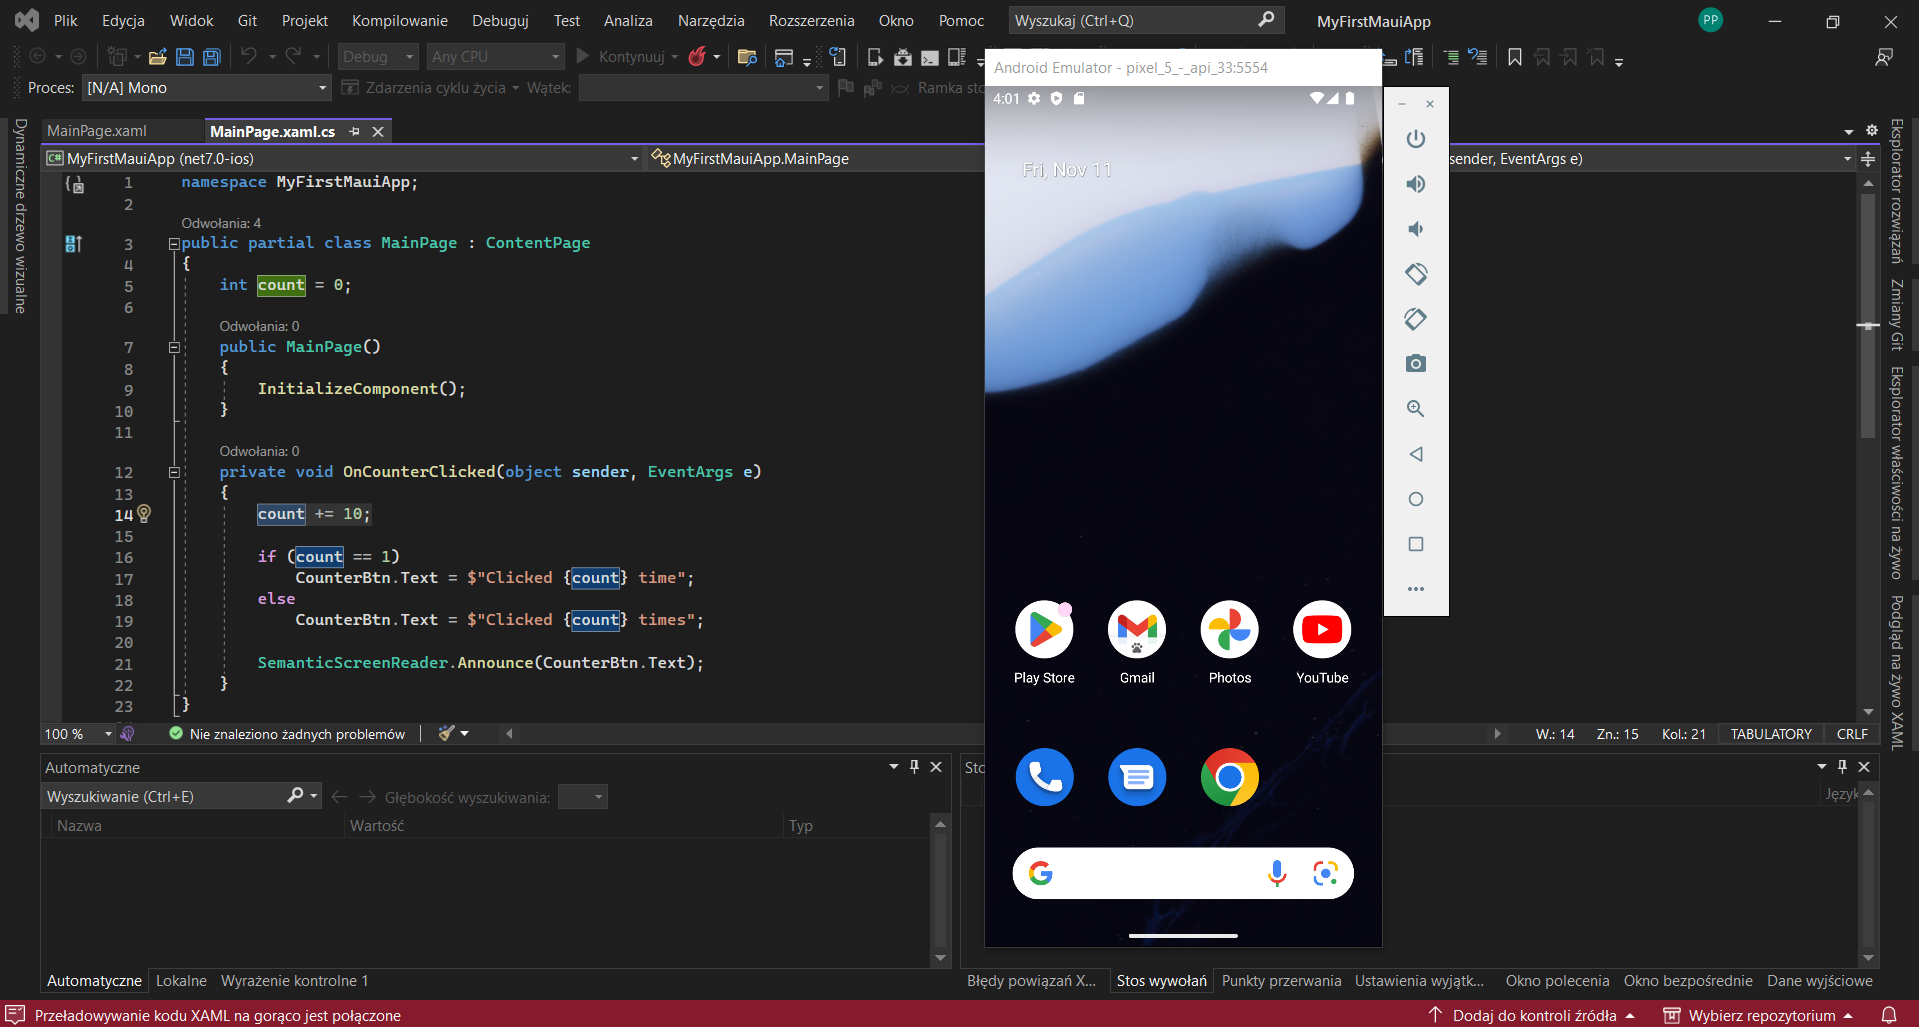 Plik Edycja Widok Git Projekt Kompilowanie Debuguj Test Analiza Narzędzia Rozszerzenia Okno Pomoc Wyszukaj (Ctrl+Q) MyFirstMauiApp PP
Debug Any CPU Kontynuuj
Proces: [N/A] Mono Zdarzenia cyklu życia Wątek: Ramka sto
Android Emulator - pixel_5_-_api_33:5554
MainPage.xaml MainPage.xaml.cs
MyFirstMauiApp (net7.0-ios) MyFirstMauiApp.MainPage sender, EventArgs e)
Dynamiczne drzewo wizualne
1 namespace MyFirstMauiApp;
2
Odwołania: 4
3 public partial class MainPage : ContentPage
4 {
5 int count = 0;
6
Odwołania: 0
7 public MainPage()
8 {
9 InitializeComponent();
10 }
11
Odwołania: 0
12 private void OnCounterClicked(object sender, EventArgs e)
13 {
14 count += 10;
15
16 if (count == 1)
17 CounterBtn.Text = $"Clicked {count} time";
18 else
19 CounterBtn.Text = $"Clicked {count} times";
20
21 SemanticScreenReader.Announce(CounterBtn.Text);
22 }
23 }
4:01
Fri, Nov 11
Play Store Gmail Photos YouTube
Eksplorator rozwiązań
Zmiany Git
Eksplorator właściwości na żywo
Podgląd na żywo XAML
100 % Nie znaleziono żadnych problemów W.: 14 Zn.: 15 Kol.: 21 TABULATORY CRLF
Automatyczne
Wyszukiwanie (Ctrl+E) Głębokość wyszukiwania:
Nazwa Wartość Typ
Sto
Język
Automatyczne Lokalne Wyrażenie kontrolne 1
Błędy powiązań X... Stos wywołań Punkty przerwania Ustawienia wyjątk... Okno polecenia Okno bezpośrednie Dane wyjściowe
Przeładowywanie kodu XAML na gorąco jest połączone Dodaj do kontroli źródła Wybierz repozytorium